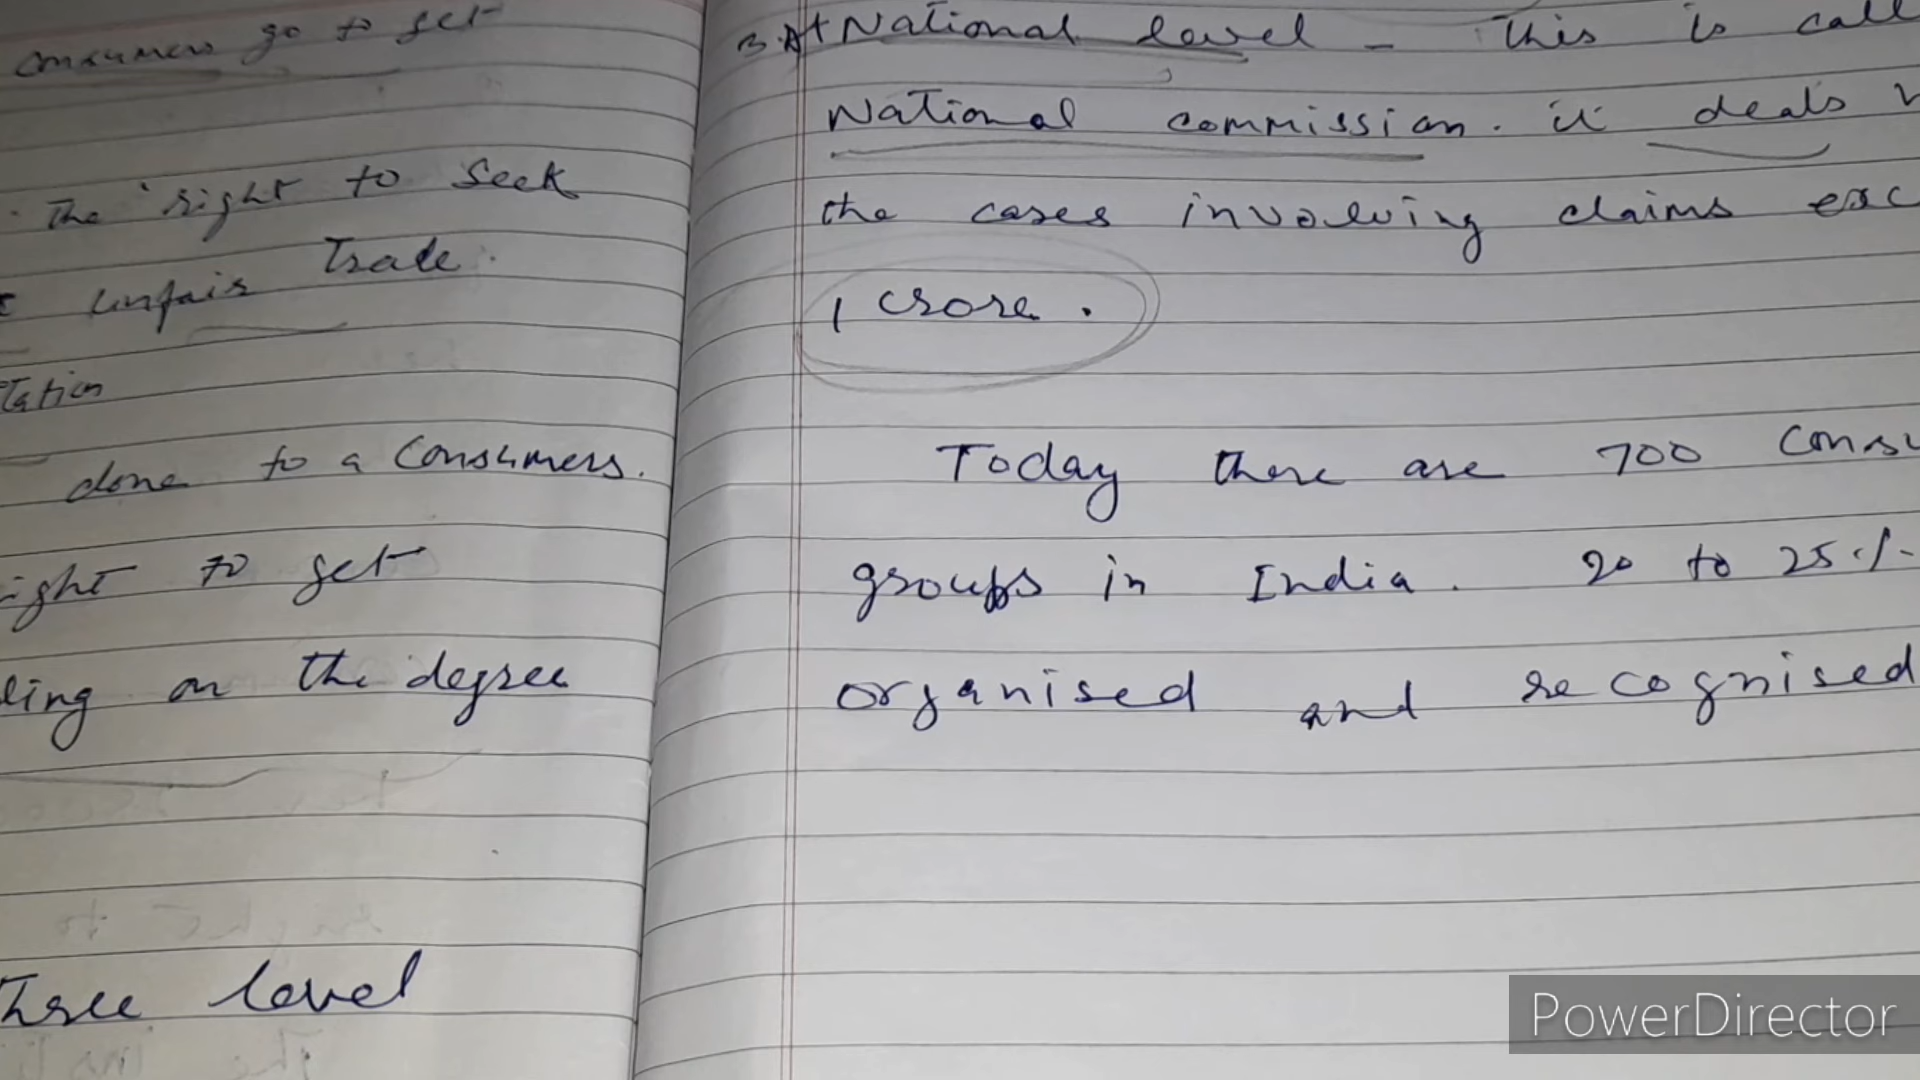 consumers go to get
The right to seek
unfair Trade.
tation
done to a Consumers.
ight to get
ling on the degree
Three level
3. At National level - This is call
National commission. it deals
the cases involving claims exc
1 crore.
Today there are 700 Consu
groups in India. 20 to 25 %
organised and recognised
PowerDirector